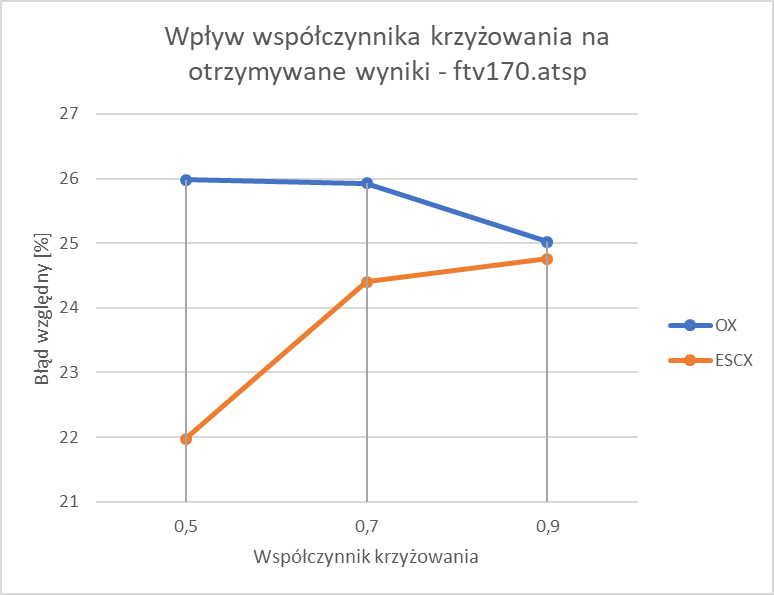 Wpływ współczynnika krzyżowania na
otrzymywane wyniki - ftv170.atsp
27
26
25
24
23
22
21
Błąd względny [%]
0,5
0,7
0,9
Współczynnik krzyżowania
OX
ESCX